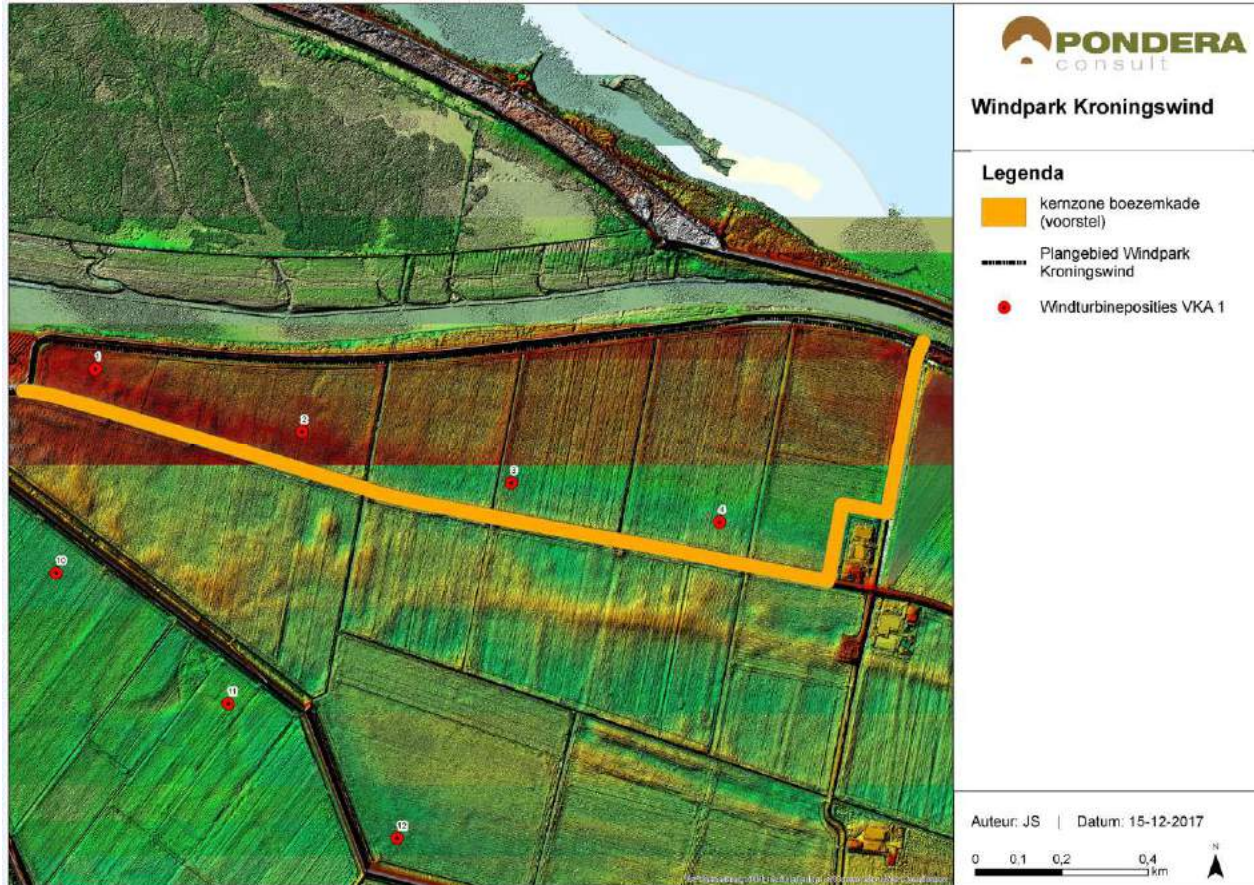 PONDERA
consult
Windpark Kroningswind
Legenda
kernzone boezemkade
(voorstel)
Plangebied Windpark
Kroningswind
Windturbineposities VKA 1
1
2
3
4
10
11
12
Auteur: JS | Datum: 15-12-2017
0 0,1 0,2 0,4
km
N